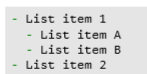 - List item 1
  - List item A
  - List item B
- List item 2